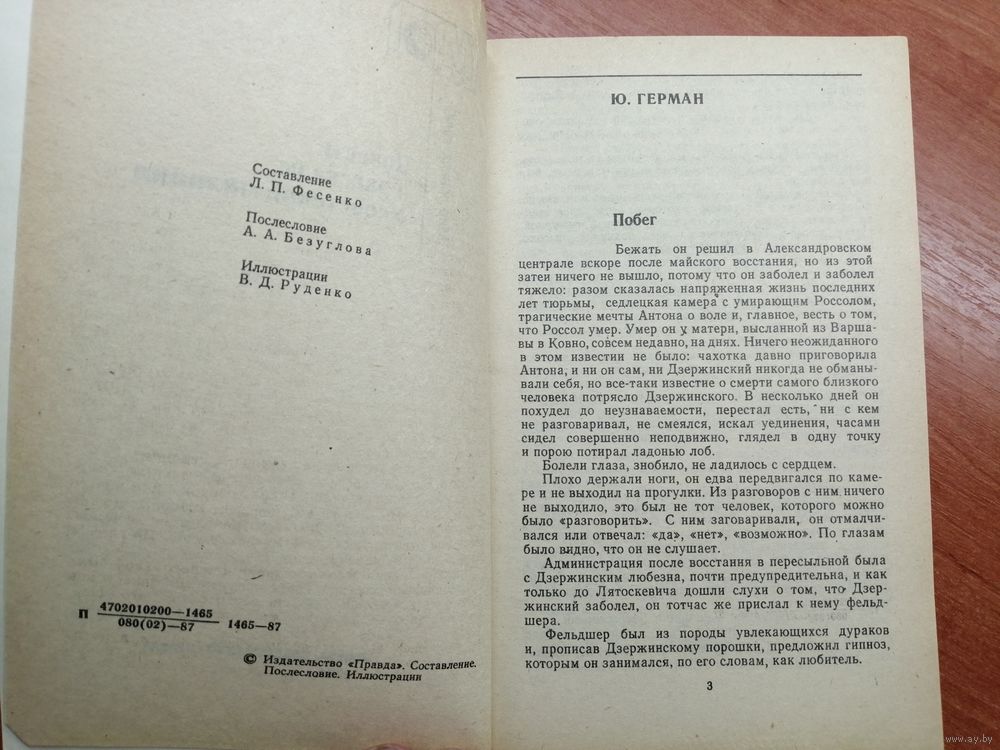 Составление
Л. П. Фесенко
Послесловие
А. А. Безуглова
Иллюстрации
В. Д. Руденко
П 4702010200—1465
080(02)—87 1465—87
© Издательство «Правда». Составление.
Послесловие. Иллюстрации
Ю. ГЕРМАН
Побег
Бежать он решил в Александровском
централе вскоре после майского восстания, но из этой
затеи ничего не вышло, потому что он заболел и заболел
тяжело: разом сказалась напряженная жизнь последних
лет тюрьмы, седлецкая камера с умирающим Россолом,
трагические мечты Антона о воле и, главное, весть о том,
что Россол умер. Умер он у матери, высланной из Варша-
вы в Ковно, совсем недавно, на днях. Ничего неожиданного
в этом известии не было: чахотка давно приговорила
Антона, и ни он сам, ни Дзержинский никогда не обманы-
вали себя, но все-таки известие о смерти самого близкого
человека потрясло Дзержинского. В несколько дней он
похудел до неузнаваемости, перестал есть, ни с кем
не разговаривал, не смеялся, искал уединения, часами
сидел совершенно неподвижно, глядел в одну точку
и порою потирал ладонью лоб.
Болели глаза, знобило, не ладилось с сердцем.
Плохо держали ноги, он едва передвигался по каме-
ре и не выходил на прогулки. Из разговоров с ним ничего
не выходило, это был не тот человек, которого можно
было «разговорить». С ним заговаривали, он отмалчи-
вался или отвечал: «да», «нет», «возможно». По глазам
было видно, что он не слушает.
Администрация после восстания в пересыльной была
с Дзержинским любезна, почти предупредительна, и как
только до Лятоскевича дошли слухи о том, что Дзер-
жинский заболел, он тотчас же прислал к нему фельд-
шера.
Фельдшер был из породы увлекающихся дураков
и, прописав Дзержинскому порошки, предложил гипноз,
которым он занимался, по его словам, как любитель.
3
www.ay.by